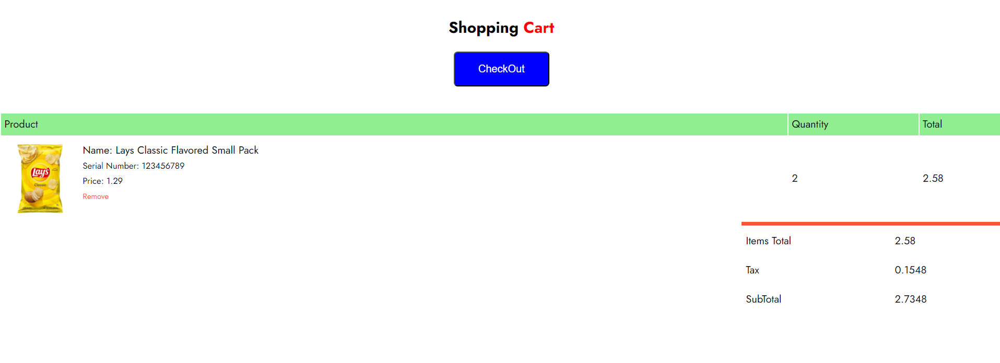 Shopping Cart
CheckOut
Product Quantity Total
Lay's
Classic
Name: Lays Classic Flavored Small Pack
Serial Number: 123456789
Price: 1.29
Remove
2 2.58
Items Total 2.58
Tax 0.1548
SubTotal 2.7348